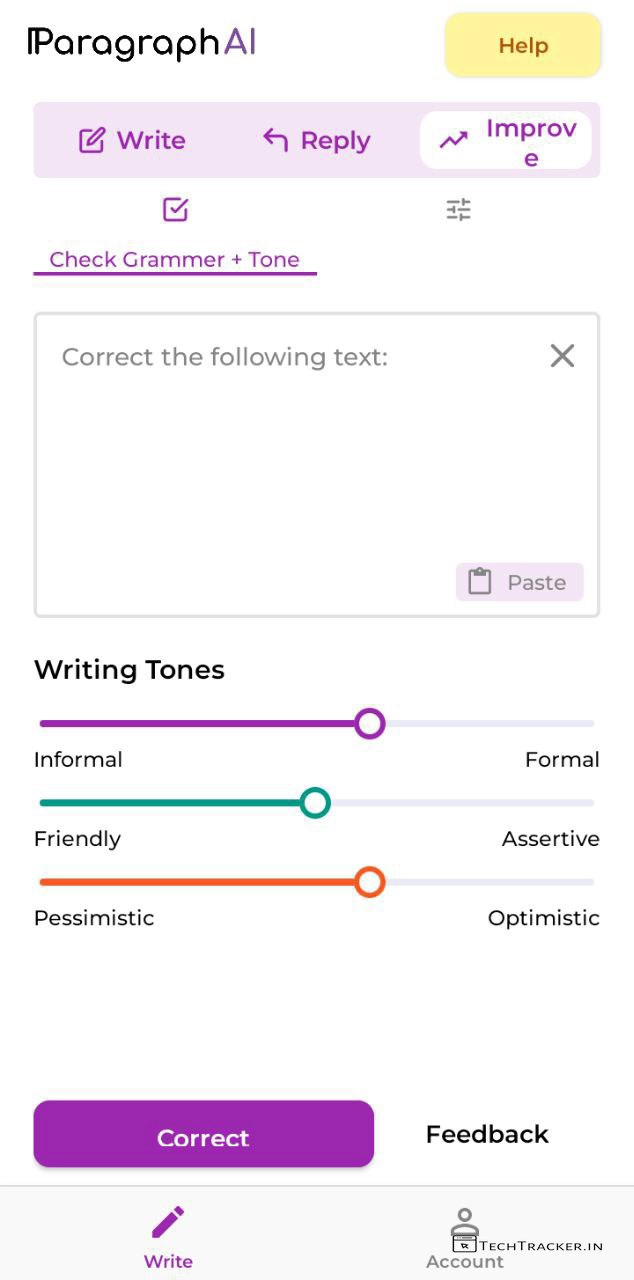 ParagraphAI
Help
Write
Reply
Improv
e
Check Grammer + Tone
Correct the following text:
Paste
Writing Tones
Informal
Formal
Friendly
Assertive
Pessimistic
Optimistic
Correct
Feedback
Write
Account
TECHTRACKER.IN